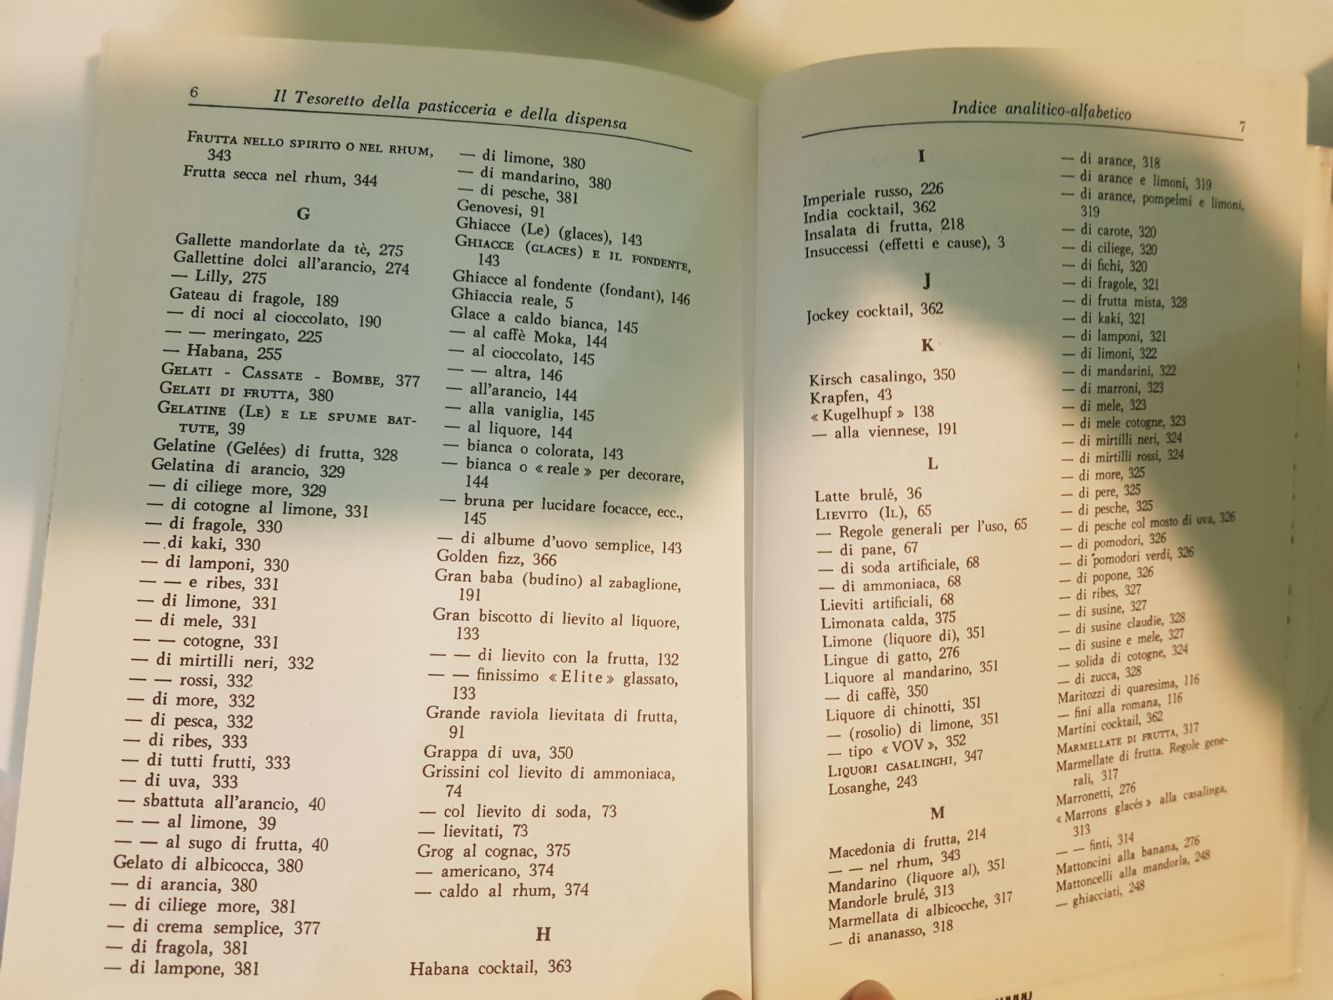 6 Il Tesoretto della pasticceria e della dispensa
FRUTTA NELLO SPIRITO O NEL RHUM,
343
Frutta secca nel rhum, 344
G
Gallette mandorlate da tè, 275
Gallettine dolci all'arancio, 274
— Lilly, 275
Gateau di fragole, 189
— di noci al cioccolato, 190
— — meringato, 225
— Habana, 255
GELATI - CASSATE - BOMBE, 377
GELATI DI FRUTTA, 380
GELATINE (LE) E LE SPUME BAT-
TUTE, 39
Gelatine (Gelées) di frutta, 328
Gelatina di arancio, 329
— di ciliege more, 329
— di cotogne al limone, 331
— di fragole, 330
— di kaki, 330
— di lamponi, 330
— — e ribes, 331
— di limone, 331
— di mele, 331
— — cotogne, 331
— di mirtilli neri, 332
— — rossi, 332
— di more, 332
— di pesca, 332
— di ribes, 333
— di tutti frutti, 333
— di uva, 333
— sbattuta all'arancio, 40
— — al limone, 39
— — al sugo di frutta, 40
Gelato di albicocca, 380
— di arancia, 380
— di ciliege more, 381
— di crema semplice, 377
— di fragola, 381
— di lampone, 381
— di limone, 380
— di mandarino, 380
— di pesche, 381
Genovesi, 91
Ghiacce (Le) (glaces), 143
GHIACCE (GLACES) E IL FONDENTE,
143
Ghiacce al fondente (fondant), 146
Ghiaccia reale, 5
Glace a caldo bianca, 145
— al caffè Moka, 144
— al cioccolato, 145
— — altra, 146
— all'arancio, 144
— alla vaniglia, 145
— al liquore, 144
— bianca o colorata, 143
— bianca o « reale » per decorare,
144
— bruna per lucidare focacce, ecc.,
145
— di albume d'uovo semplice, 143
Golden fizz, 366
Gran baba (budino) al zabaglione,
191
Gran biscotto di lievito al liquore,
133
— — di lievito con la frutta, 132
— — finissimo « Elite » glassato,
133
Grande raviola lievitata di frutta,
91
Grappa di uva, 350
Grissini col lievito di ammoniaca,
74
— col lievito di soda, 73
— lievitati, 73
Grog al cognac, 375
— americano, 374
— caldo al rhum, 374
H
Habana cocktail, 363
Indice analitico-alfabetico 7
I
Imperiale russo, 226
India cocktail, 362
Insalata di frutta, 218
Insuccessi (effetti e cause), 3
J
Jockey cocktail, 362
K
Kirsch casalingo, 350
Krapfen, 43
« Kugelhupf » 138
— alla viennese, 191
L
Latte brulé, 36
LIEVITO (IL), 65
— Regole generali per l'uso, 65
— di pane, 67
— di soda artificiale, 68
— di ammoniaca, 68
Lieviti artificiali, 68
Limonata calda, 375
Limone (liquore di), 351
Lingue di gatto, 276
Liquore al mandarino, 351
— di caffè, 350
Liquore di chinotti, 351
— (rosolio) di limone, 351
— tipo « VOV », 352
LIQUORI CASALINGHI, 347
Losanghe, 243
M
Macedonia di frutta, 214
— — nel rhum, 343
Mandarino (liquore al), 351
Mandorle brulé, 313
Marmellata di albicocche, 317
— di ananasso, 318
— di arance, 318
— di arance e limoni, 319
— di arance, pompelmi e limoni,
319
— di carote, 320
— di ciliege, 320
— di fichi, 320
— di fragole, 321
— di frutta mista, 328
— di kaki, 321
— di lamponi, 321
— di limoni, 322
— di mandarini, 322
— di marroni, 323
— di mele, 323
— di mele cotogne, 323
— di mirtilli neri, 324
— di mirtilli rossi, 324
— di more, 325
— di pere, 325
— di pesche, 325
— di pesche col mosto di uva, 326
— di pomodori, 326
— di pomodori verdi, 326
— di popone, 326
— di ribes, 327
— di susine, 327
— di susine claudie, 328
— di susine e mele, 327
— solida di cotogne, 324
— di zucca, 328
Maritozzi di quaresima, 116
— fini alla romana, 116
Martini cocktail, 362
MARMELLATE DI FRUTTA, 317
Marmellate di frutta. Regole gene-
rali, 317
Marronetti, 276
« Marrons glacés » alla casalinga,
313
— — finti, 314
Mattoncini alla banana, 276
Mattoncelli alla mandorla, 248
— ghiacciati, 248